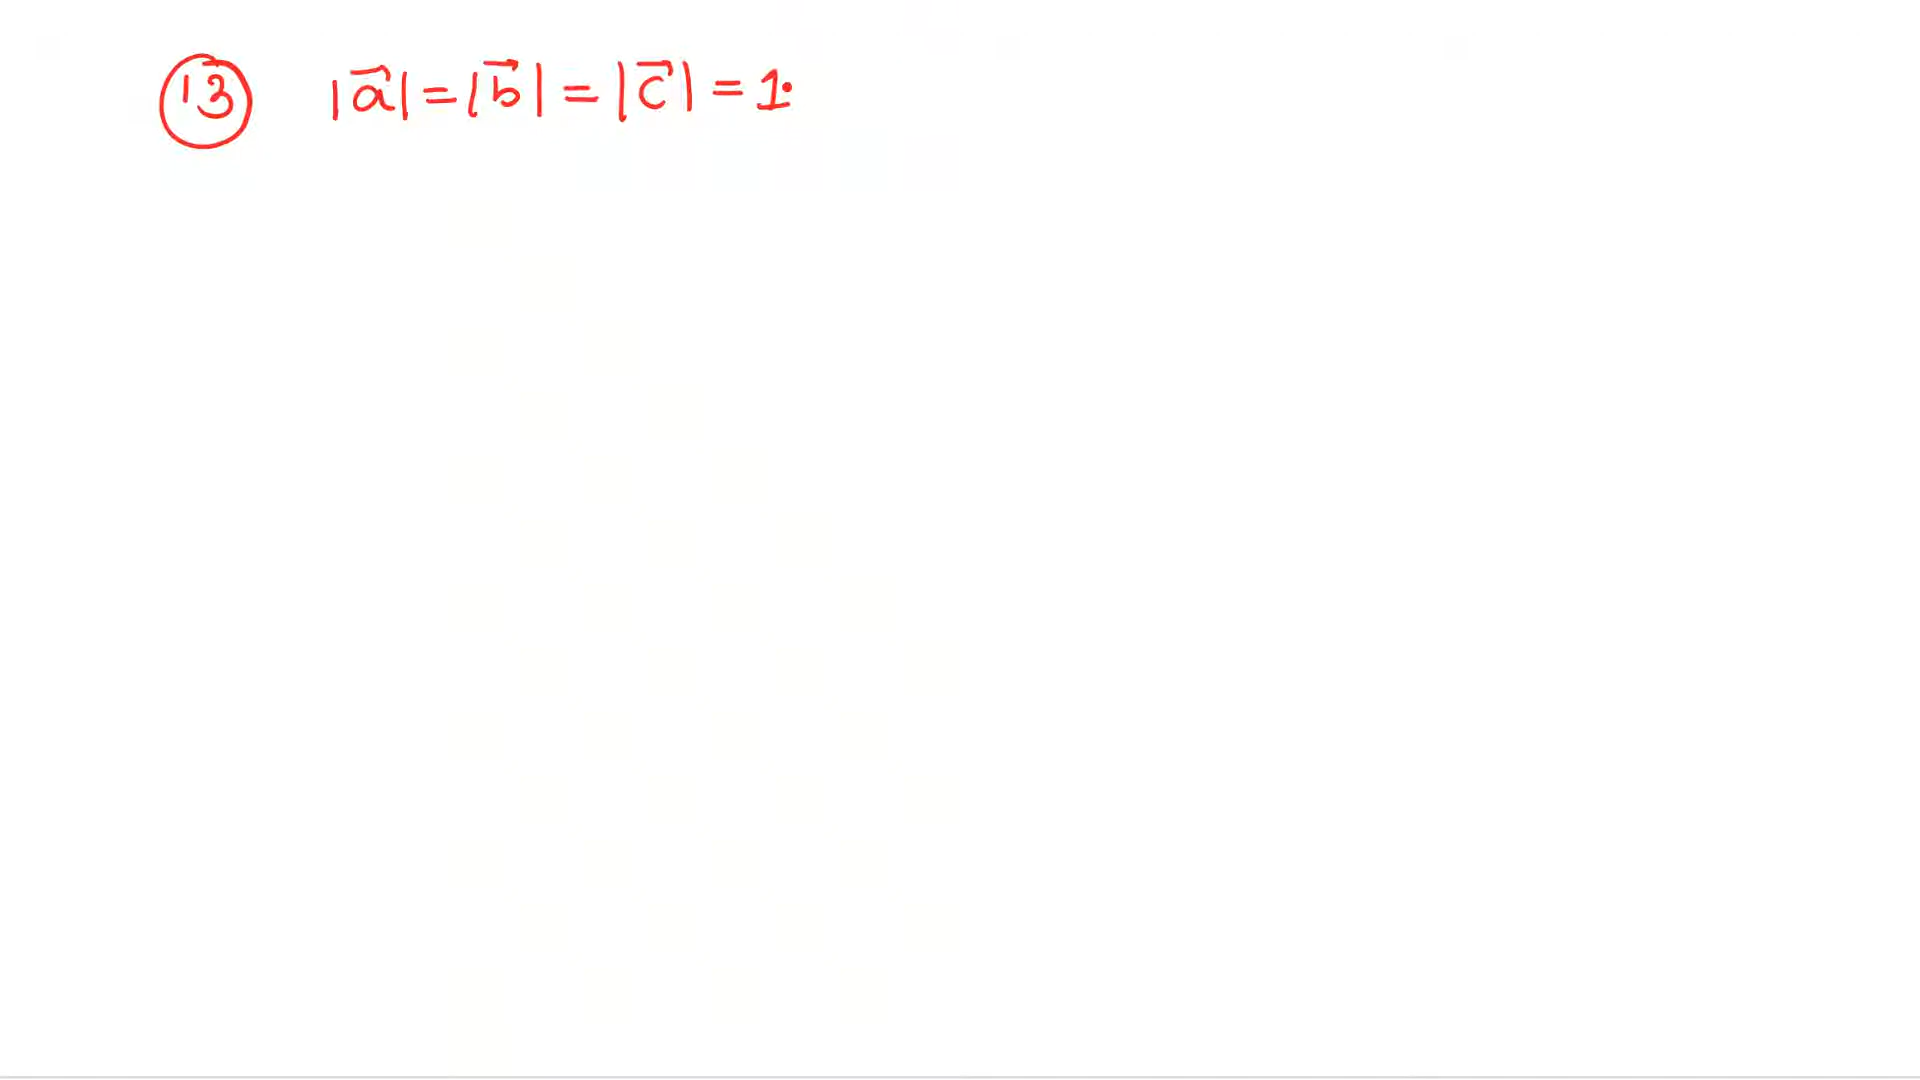 13 |a⃗| = |b⃗| = |c⃗| = 1